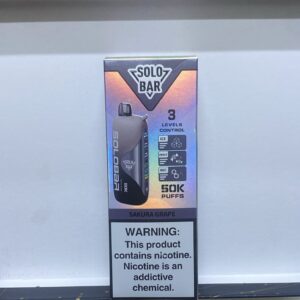 SOLO
BAR
3
LEVELS
CONTROL
SOLOBAR
50K
PUFFS
SAKURA GRAPE
WARNING:
This product
contains nicotine.
Nicotine is an
addictive
chemical.